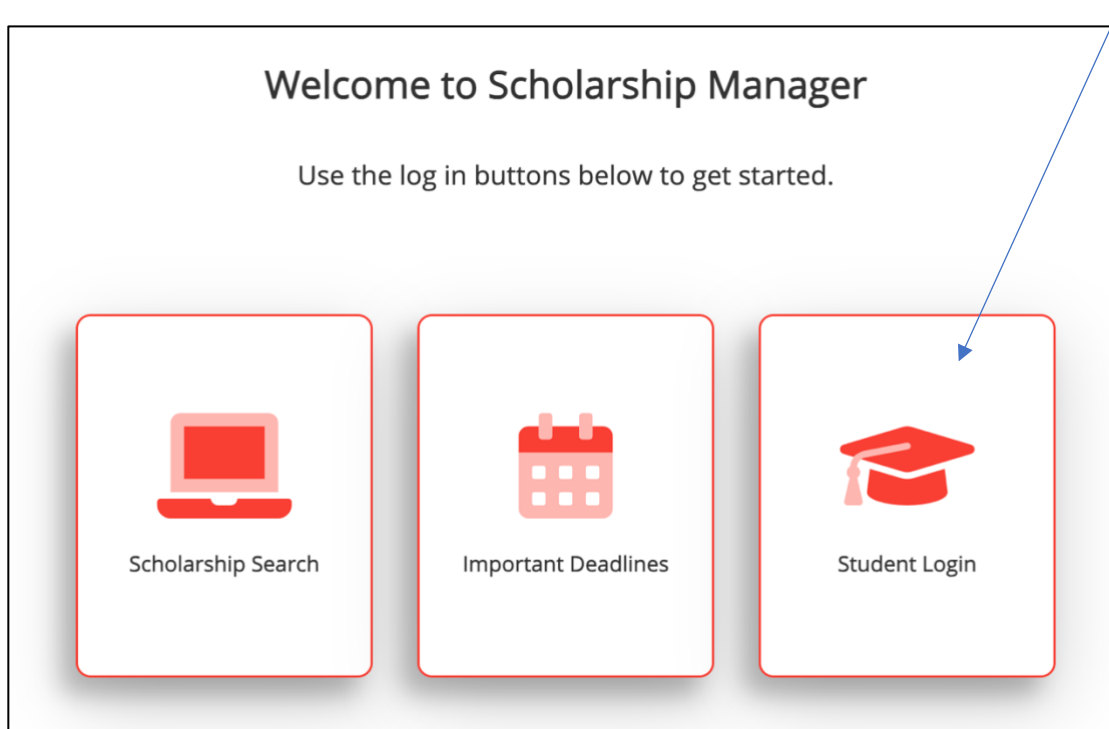 Welcome to Scholarship Manager
Use the log in buttons below to get started.
Scholarship Search
Important Deadlines
Student Login